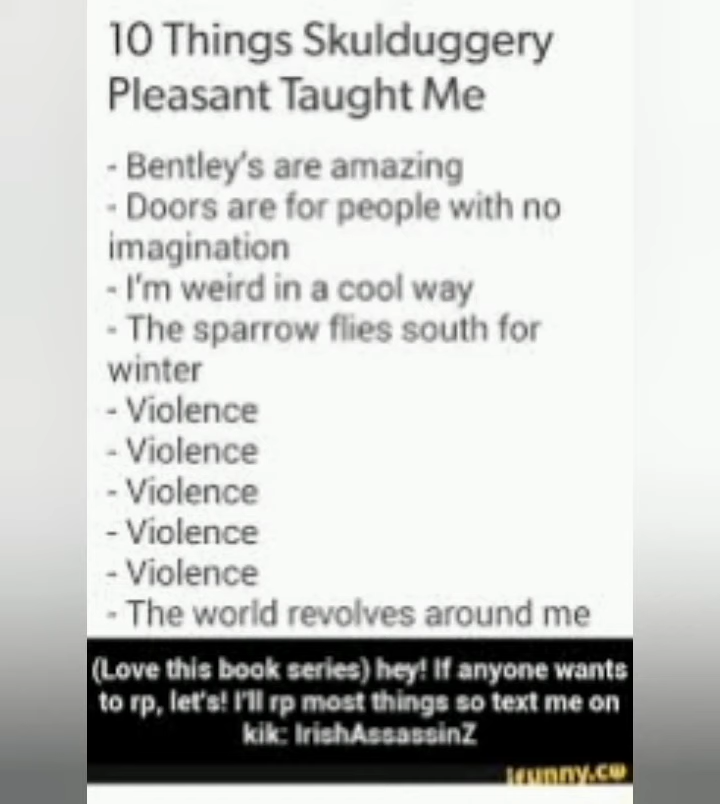 10 Things Skulduggery
Pleasant Taught Me
- Bentley's are amazing
- Doors are for people with no
imagination
- I'm weird in a cool way
- The sparrow flies south for
winter
- Violence
- Violence
- Violence
- Violence
- Violence
- The world revolves around me
(Love this book series) hey! If anyone wants
to rp, let's! I'll rp most things so text me on
kik: IrishAssassinZ
ifunny.ce